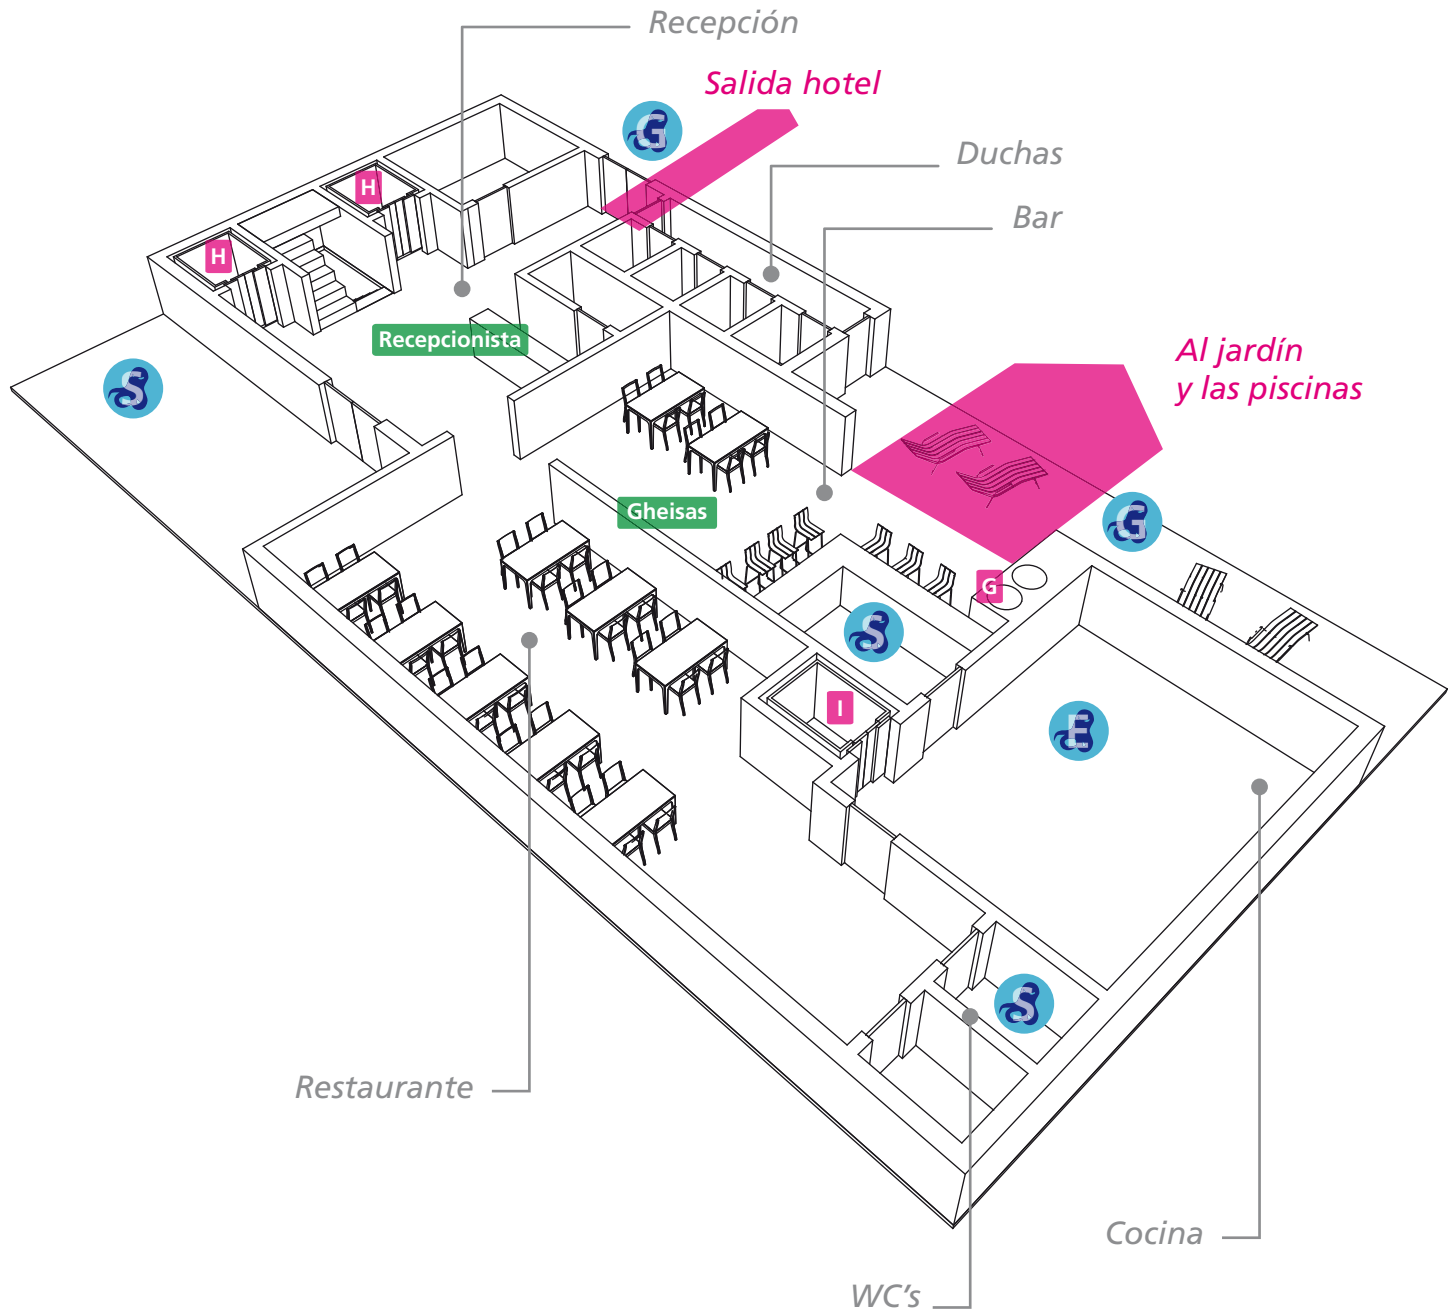 Recepción
Salida hotel
G
Duchas
H
Bar
H
Recepcionista
Al jardín
y las piscinas
S
Gheisas
G
G
S
I
E
S
Restaurante
Cocina
WC's